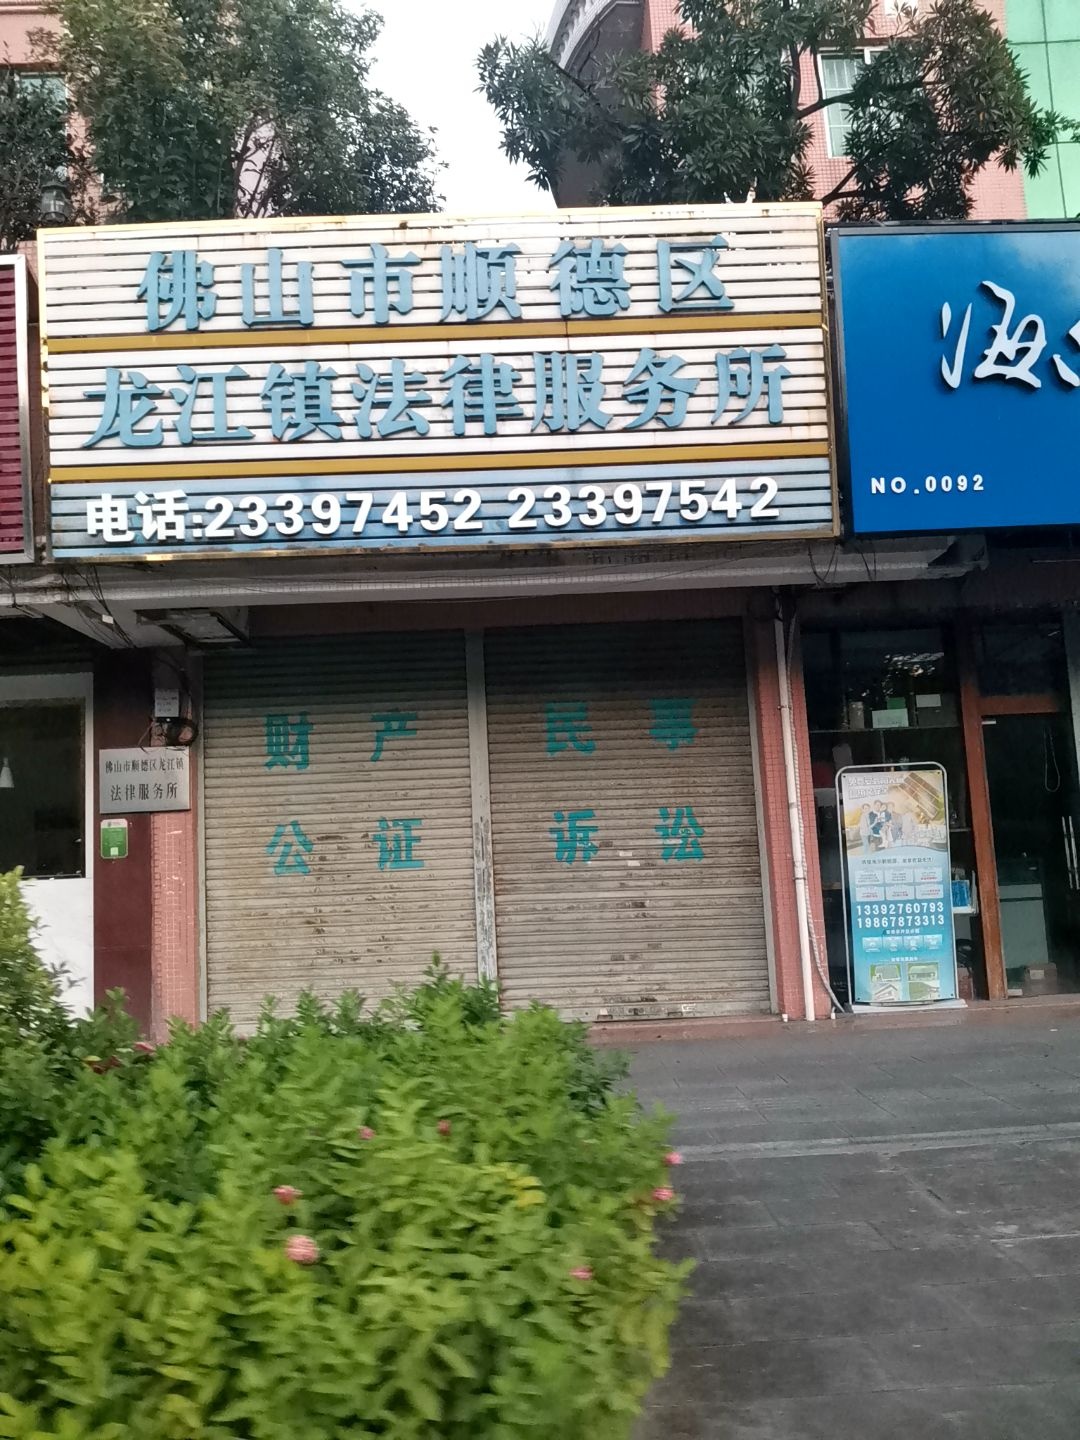 佛山市顺德区
龙江镇法律服务所
电话:23397452 23397542
NO.0092
财产 民事
公证 诉讼
佛山市顺德区龙江镇
法律服务所
13392760793
19867873313